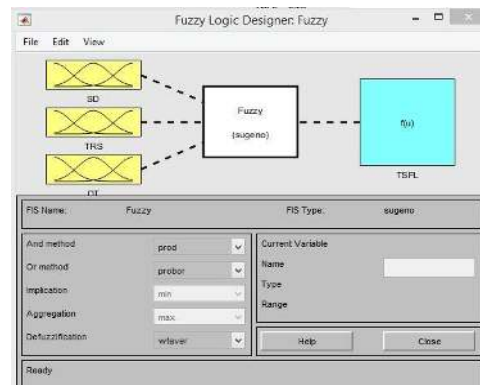 Fuzzy Logic Designer: Fuzzy
File Edit View
SD
TRS
Fuzzy
(sugeno)
f(u)
TSFL
FIS Name: Fuzzy FIS Type: sugeno
And method prod
Or method probor
Implication min
Aggregation max
Defuzzification wtaver
Current Variable
Name
Type
Range
Help Close
Ready